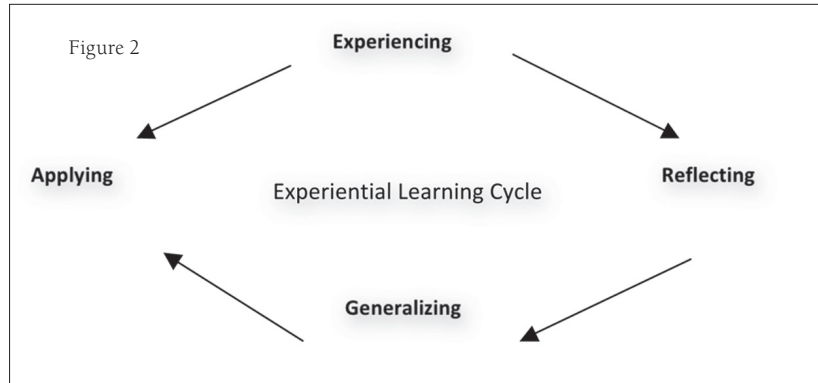 Figure 2
Experiencing
Applying
Experiential Learning Cycle
Reflecting
Generalizing